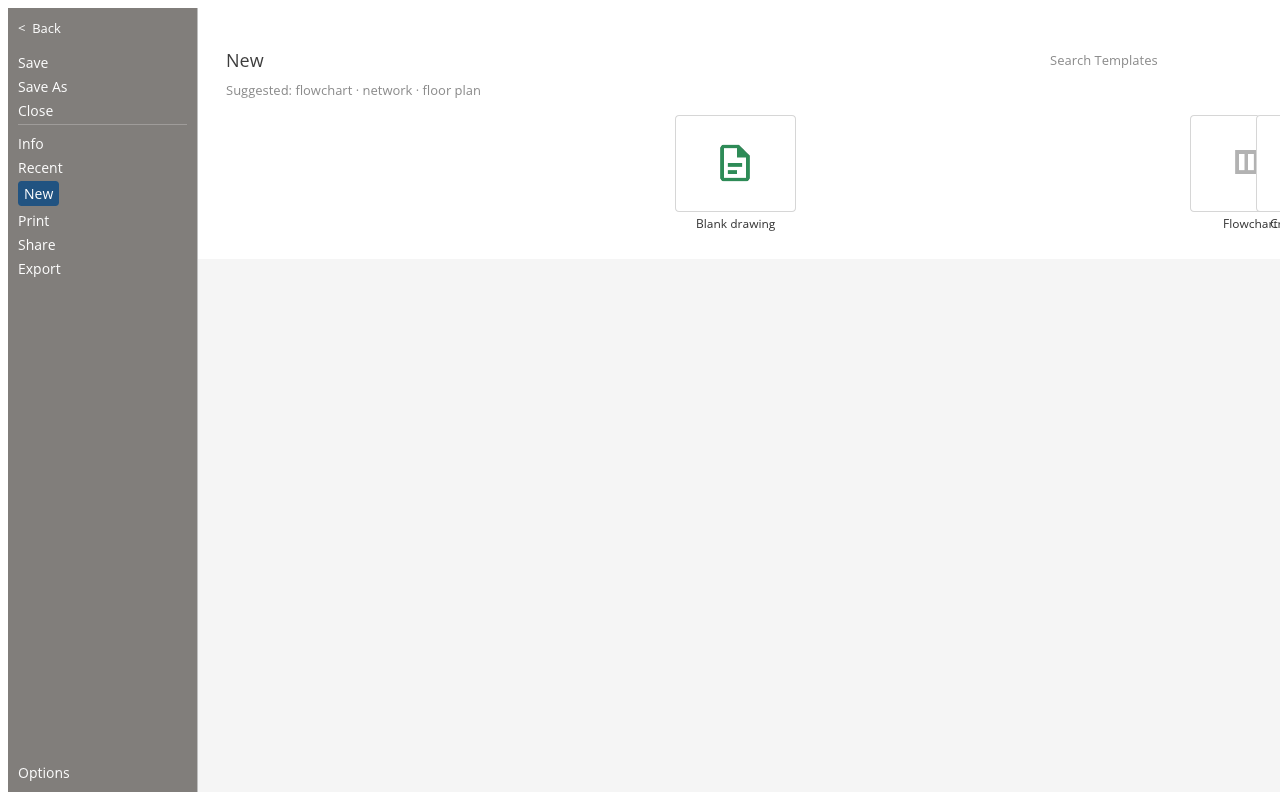 < Back
Save
Save As
Close
Info
Recent
New
Print
Share
Export
Options
New
Search Templates
Suggested: flowchart · network · floor plan
Blank drawing
Flowchart